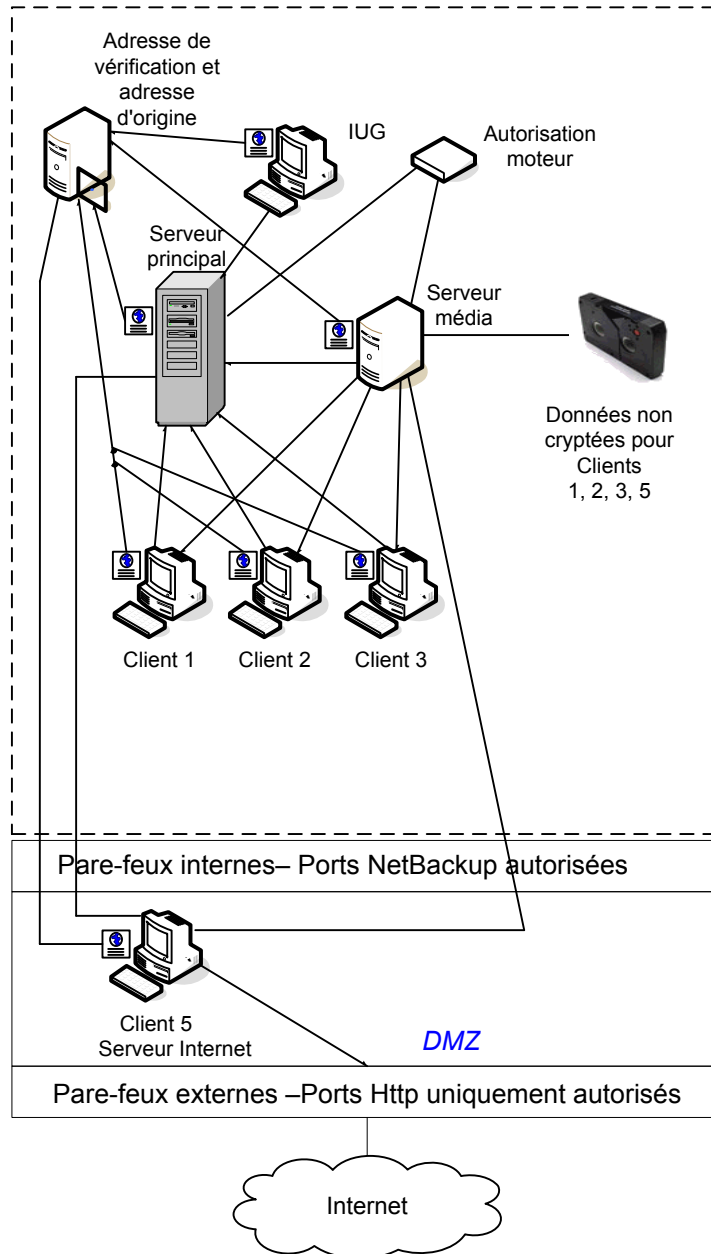 Adresse de
vérification et
adresse
d'origine
IUG
Autorisation
moteur
Serveur
principal
Serveur
média
Données non
cryptées pour
Clients
1, 2, 3, 5
Client 1
Client 2
Client 3
Pare-feux internes– Ports NetBackup autorisées
Client 5
Serveur Internet
DMZ
Pare-feux externes –Ports Http uniquement autorisés
Internet